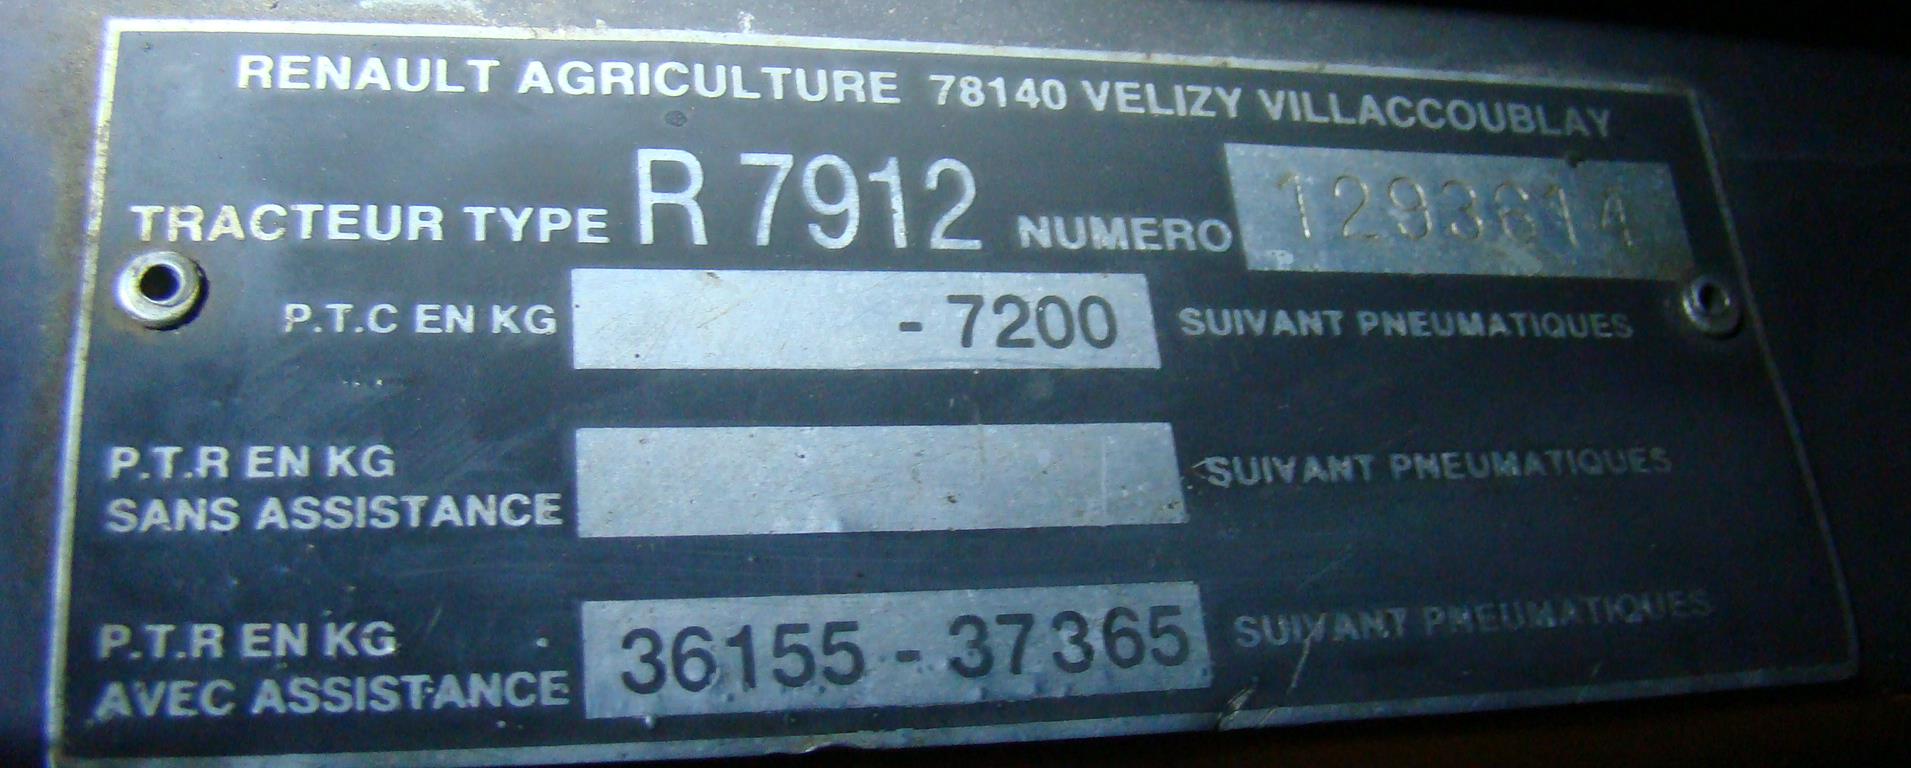 RENAULT AGRICULTURE 78140 VELIZY VILLACCOUBLAY
TRACTEUR TYPE R 7912 NUMERO 1293614
P.T.C EN KG - 7200 SUIVANT PNEUMATIQUES
P.T.R EN KG
SANS ASSISTANCE SUIVANT PNEUMATIQUES
P.T.R EN KG
AVEC ASSISTANCE 36155 - 37365 SUIVANT PNEUMATIQUES